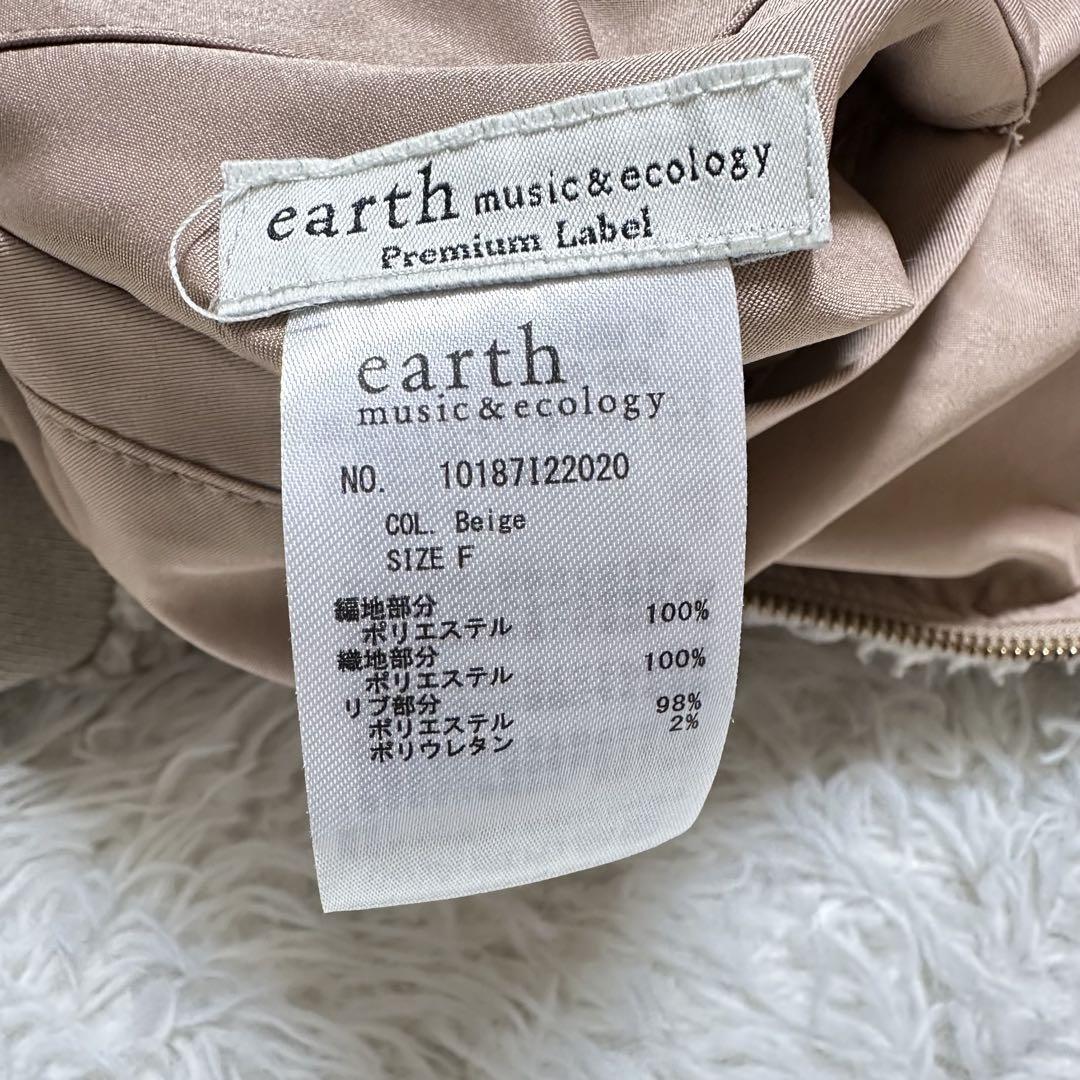 earth music&ecology
Premium Label
earth
music&ecology
NO. 10187I22020
COL. Beige
SIZE F
編地部分
ポリエステル 100%
織地部分
ポリエステル 100%
リブ部分
ポリエステル 98%
ポリウレタン 2%